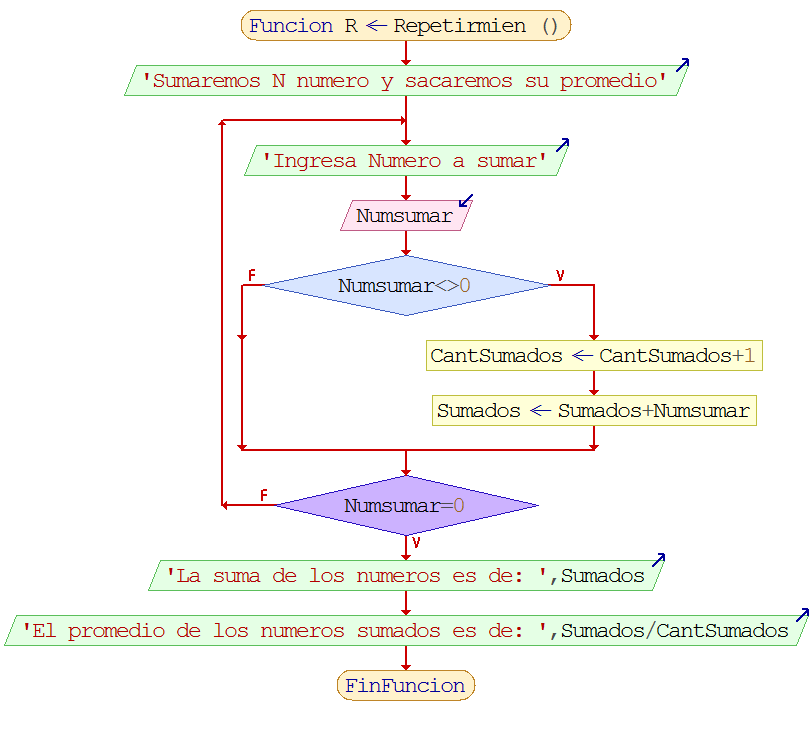 Funcion R ← Repetirmien ()
'Sumaremos N numero y sacaremos su promedio'
'Ingresa Numero a sumar'
Numsumar
F
V
Numsumar<>0
CantSumados ← CantSumados+1
Sumados ← Sumados+Numsumar
F
Numsumar=0
V
'La suma de los numeros es de: ',Sumados
'El promedio de los numeros sumados es de: ',Sumados/CantSumados
FinFuncion